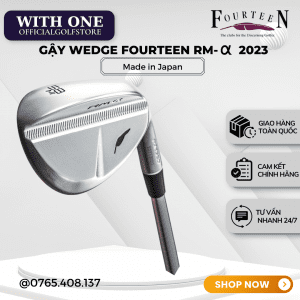 WITH ONE
OFFICIALGOLFSTORE
FOURTEEN
GẬY WEDGE FOURTEEN RM-α 2023
Made in Japan
GIAO HÀNG
TOÀN QUỐC
CAM KẾT
CHÍNH HÃNG
TƯ VẤN
NHANH 24/7
@0765.408.137
SHOP NOW